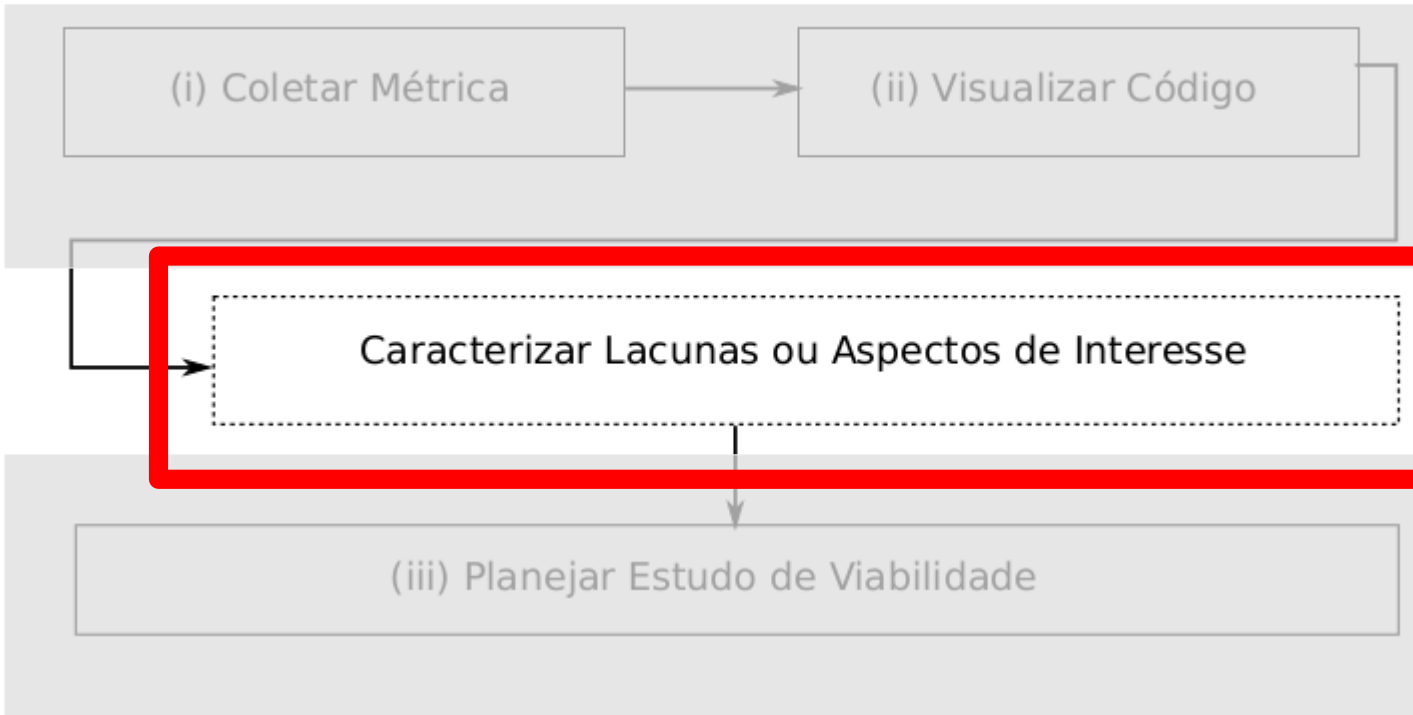 (i) Coletar Métrica
(ii) Visualizar Código
Caracterizar Lacunas ou Aspectos de Interesse
(iii) Planejar Estudo de Viabilidade